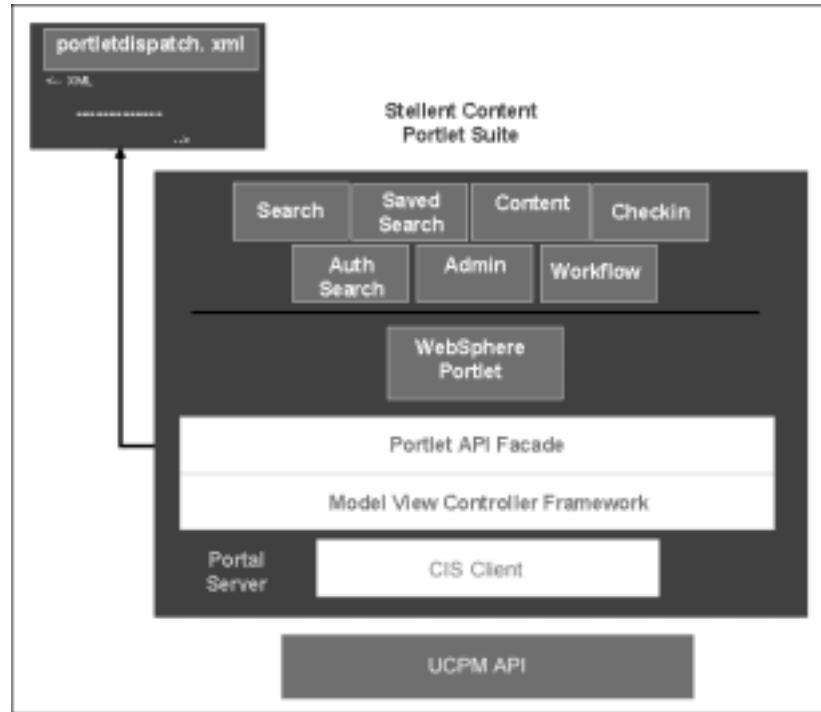 portletdispatch. xml
<-- XML
-------------
-->
Stellent Content
Portlet Suite
Search
Saved
Search
Content
Checkin
Auth
Search
Admin
Workflow
WebSphere
Portlet
Portlet API Facade
Model View Controller Framework
Portal
Server
CIS Client
UCPM API